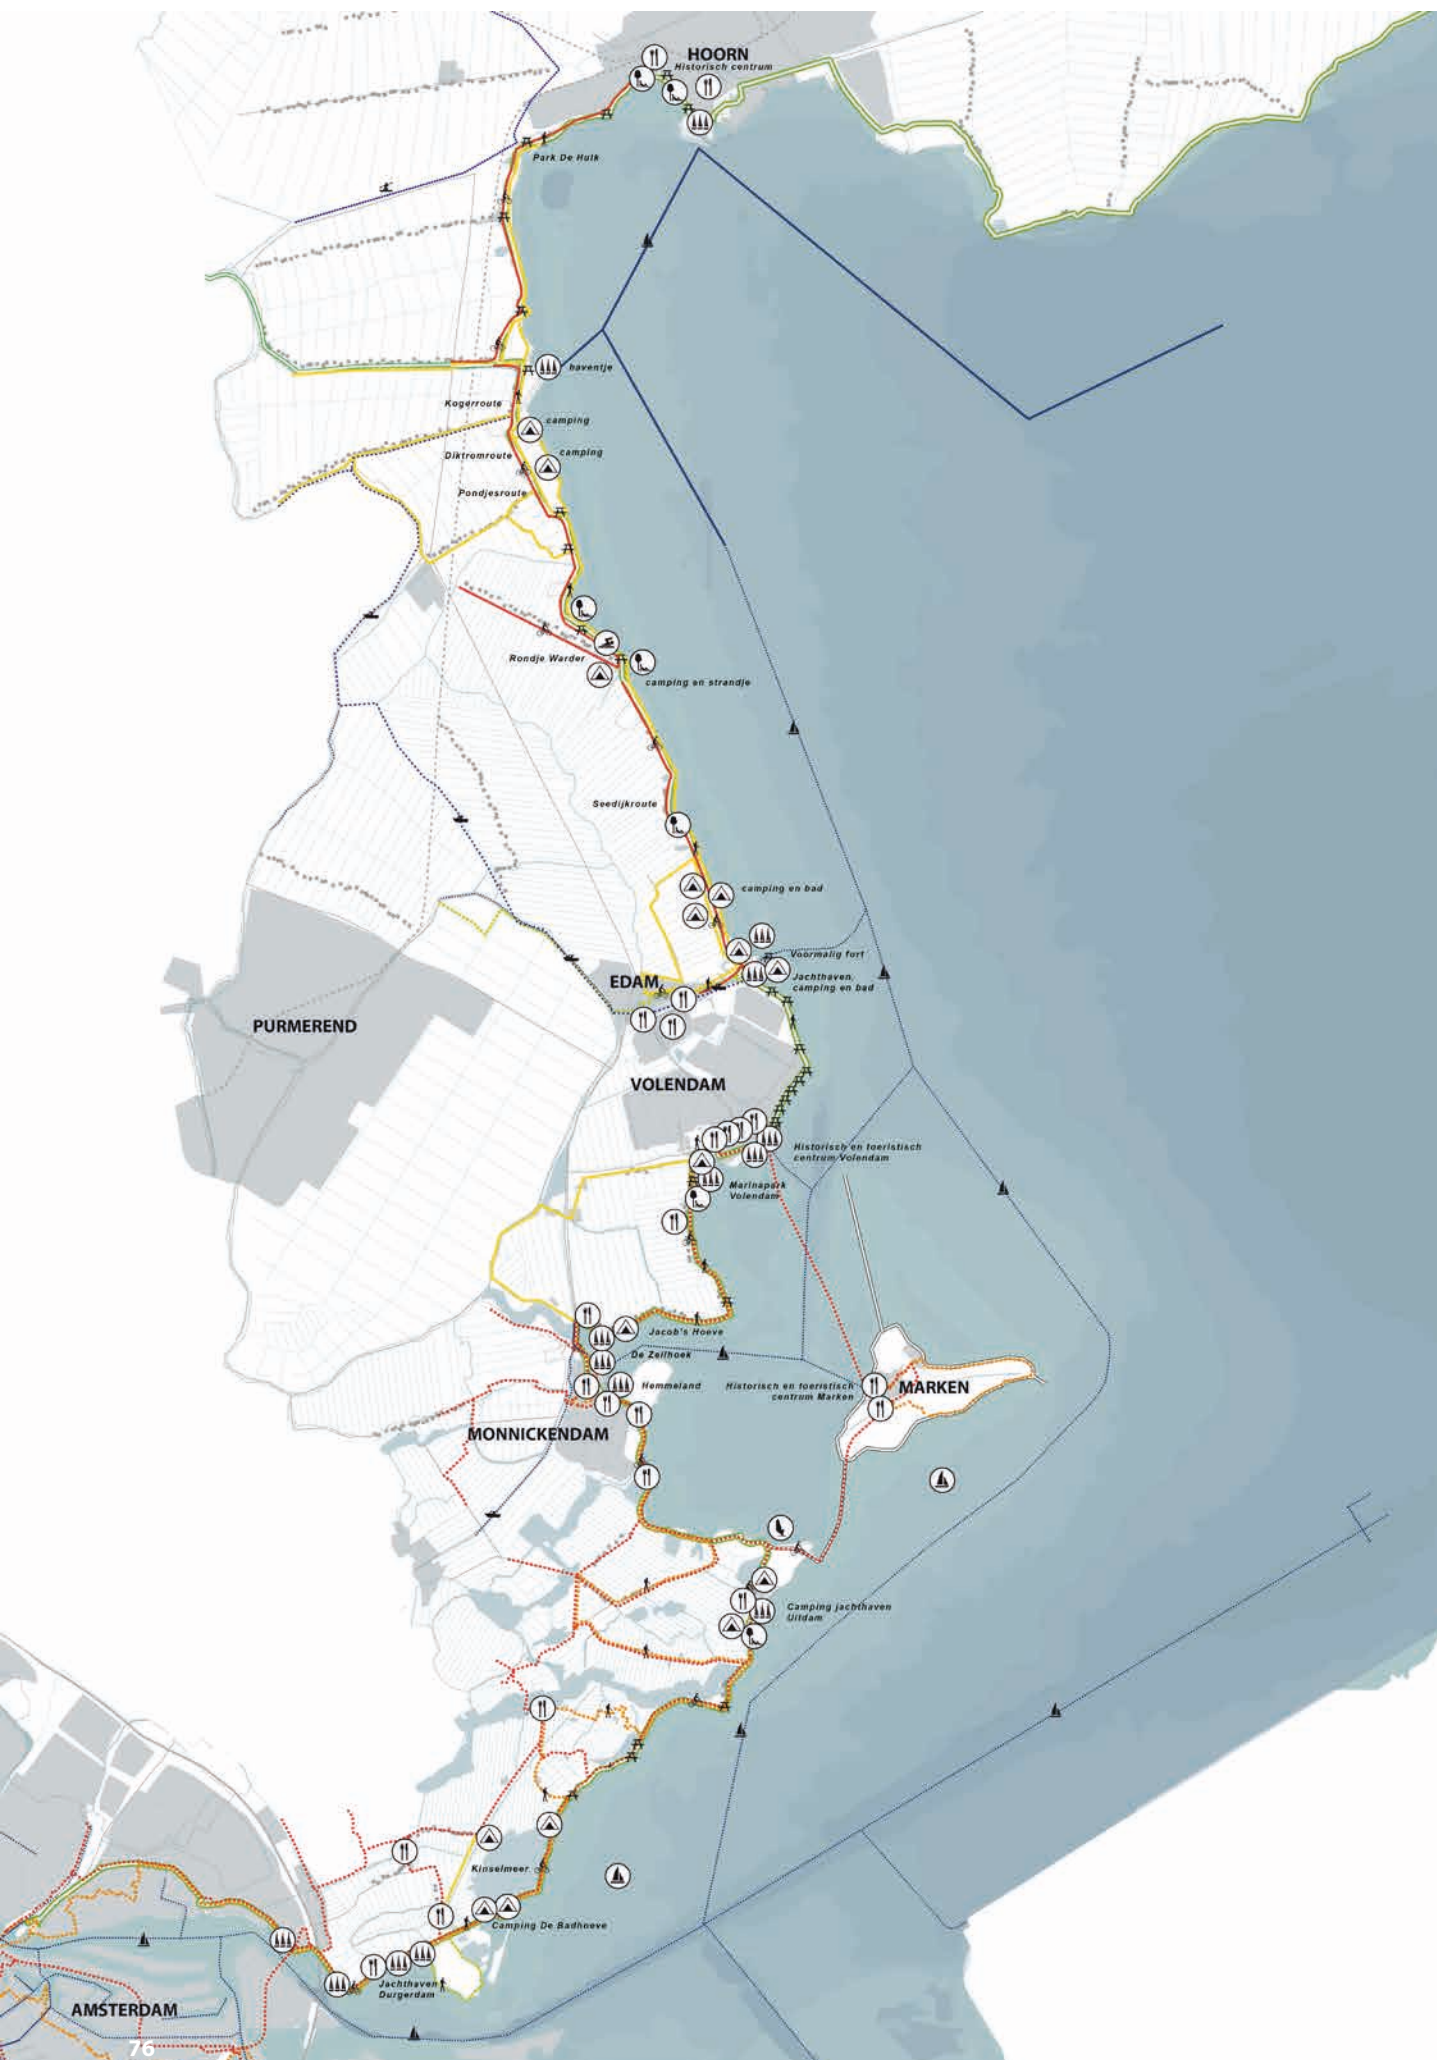 HOORN
Historisch centrum
Park De Hulk
haventje
Kogerroute
camping
Diktromroute
camping
Pondjesroute
Rondje Warder
camping en strandje
Seedijkroute
camping en bad
Voormalig fort
EDAM
Jachthaven,
camping en bad
PURMEREND
VOLENDAM
Historisch en toeristisch
centrum Volendam
Marinapark
Volendam
Jacob's Hoeve
De Zeilhoek
Hemmeland
Historisch en toeristisch
centrum Marken
MARKEN
MONNICKENDAM
Camping jachthaven
Uitdam
Kinselmeer
Camping De Badhoeve
Jachthaven
Durgerdam
AMSTERDAM
76